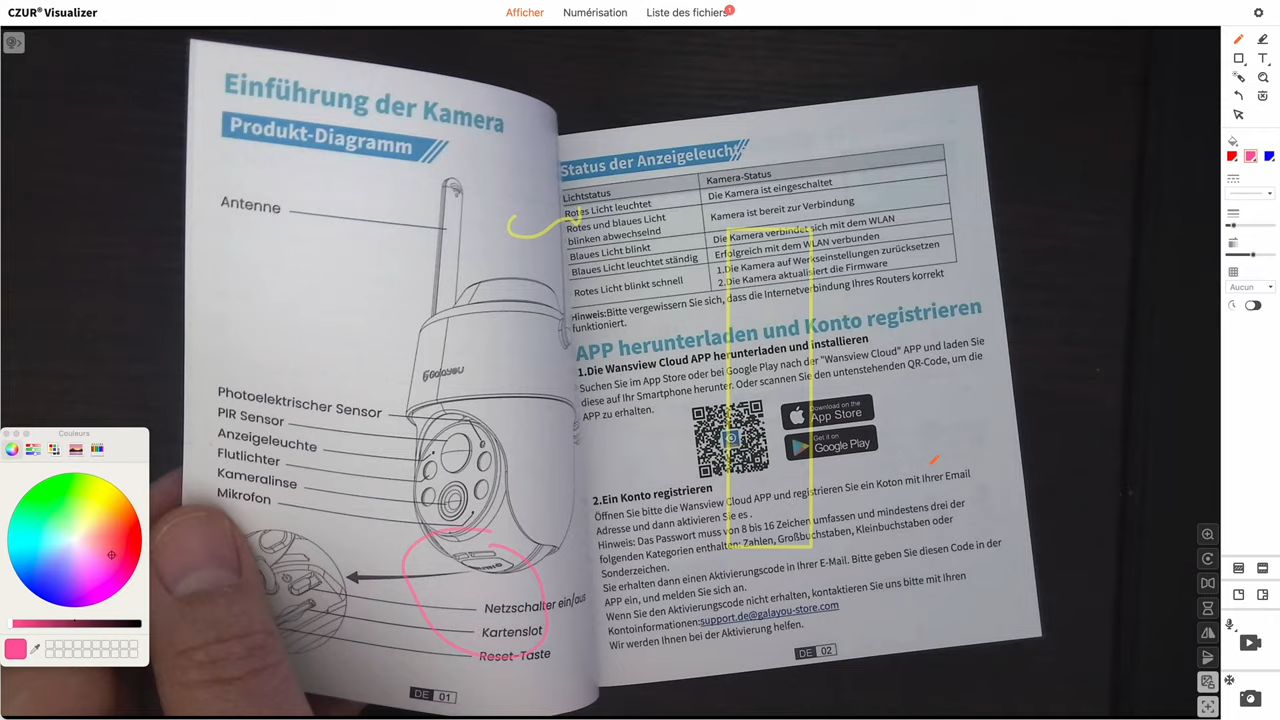 CZUR® Visualizer
Afficher
Numérisation
Liste des fichiers
1
Einführung der Kamera
Produkt-Diagramm
Antenne
Galayou
Photoelektrischer Sensor
PIR Sensor
Anzeigeleuchte
Flutlichter
Kameralinse
Mikrofon
Netzschalter ein/aus
Kartenslot
Reset-Taste
DE 01
Status der Anzeigeleucht
Lichtstatus
Kamera-Status
Rotes Licht leuchtet
Die Kamera ist eingeschaltet
Rotes und blaues Licht
blinken abwechselnd
Kamera ist bereit zur Verbindung
Blaues Licht blinkt
Die Kamera verbindet sich mit dem WLAN
Blaues Licht leuchtet ständig
Erfolgreich mit dem WLAN verbunden
Rotes Licht blinkt schnell
1.Die Kamera auf Werkseinstellungen zurücksetzen
2.Die Kamera aktualisiert die Firmware
Hinweis:Bitte vergewissern Sie sich, dass die Internetverbindung Ihres Routers korrekt
funktioniert.
APP herunterladen und Konto registrieren
1.Die Wansview Cloud APP herunterladen und installieren
Suchen Sie im App Store oder bei Google Play nach der "Wansview Cloud" APP und laden Sie
diese auf Ihr Smartphone herunter. Oder scannen Sie den untenstehenden QR-Code, um die
APP zu erhalten.
Download on the
App Store
Get it on
Google Play
2.Ein Konto registrieren
Öffnen Sie bitte die Wansview Cloud APP and registrieren Sie ein Koton mit Ihrer Email
Adresse und dann aktivieren Sie es .
Hinweis: Das Passwort muss von 8 bis 16 Zeichen umfassen und mindestens drei der
folgenden Kategorien enthalten: Zahlen, Großbuchstaben, Kleinbuchstaben oder
Sonderzeichen.
Sie erhalten dann einen Aktivierungscode in Ihrer E-Mail. Bitte geben Sie diesen Code in der
APP ein, und melden Sie sich an.
Wenn Sie den Aktivierungscode nicht erhalten, kontaktieren Sie uns bitte mit Ihren
Kontoinformationen:support.de@galayou-store.com
Wir werden Ihnen bei der Aktivierung helfen.
DE 02
Couleurs
Aucun